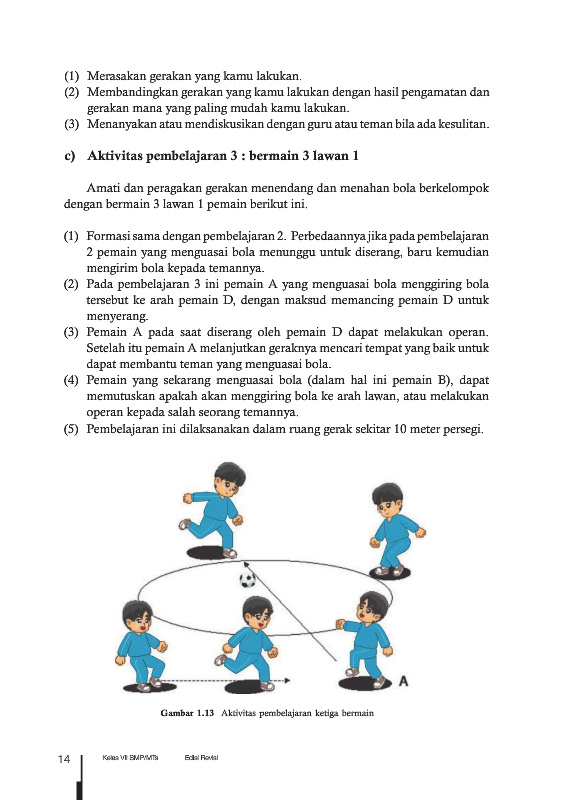 (1) Merasakan gerakan yang kamu lakukan.
(2) Membandingkan gerakan yang kamu lakukan dengan hasil pengamatan dan
gerakan mana yang paling mudah kamu lakukan.
(3) Menanyakan atau mendiskusikan dengan guru atau teman bila ada kesulitan.
c) Aktivitas pembelajaran 3 : bermain 3 lawan 1
Amati dan peragakan gerakan menendang dan menahan bola berkelompok
dengan bermain 3 lawan 1 pemain berikut ini.
(1) Formasi sama dengan pembelajaran 2. Perbedaannya jika pada pembelajaran
2 pemain yang menguasai bola menunggu untuk diserang, baru kemudian
mengirim bola kepada temannya.
(2) Pada pembelajaran 3 ini pemain A yang menguasai bola menggiring bola
tersebut ke arah pemain D, dengan maksud memancing pemain D untuk
menyerang.
(3) Pemain A pada saat diserang oleh pemain D dapat melakukan operan.
Setelah itu pemain A melanjutkan geraknya mencari tempat yang baik untuk
dapat membantu teman yang menguasai bola.
(4) Pemain yang sekarang menguasai bola (dalam hal ini pemain B), dapat
memutuskan apakah akan menggiring bola ke arah lawan, atau melakukan
operan kepada salah seorang temannya.
(5) Pembelajaran ini dilaksanakan dalam ruang gerak sekitar 10 meter persegi.
A
Gambar 1.13 Aktivitas pembelajaran ketiga bermain
14 Kelas VII SMP/MTs Edisi Revisi